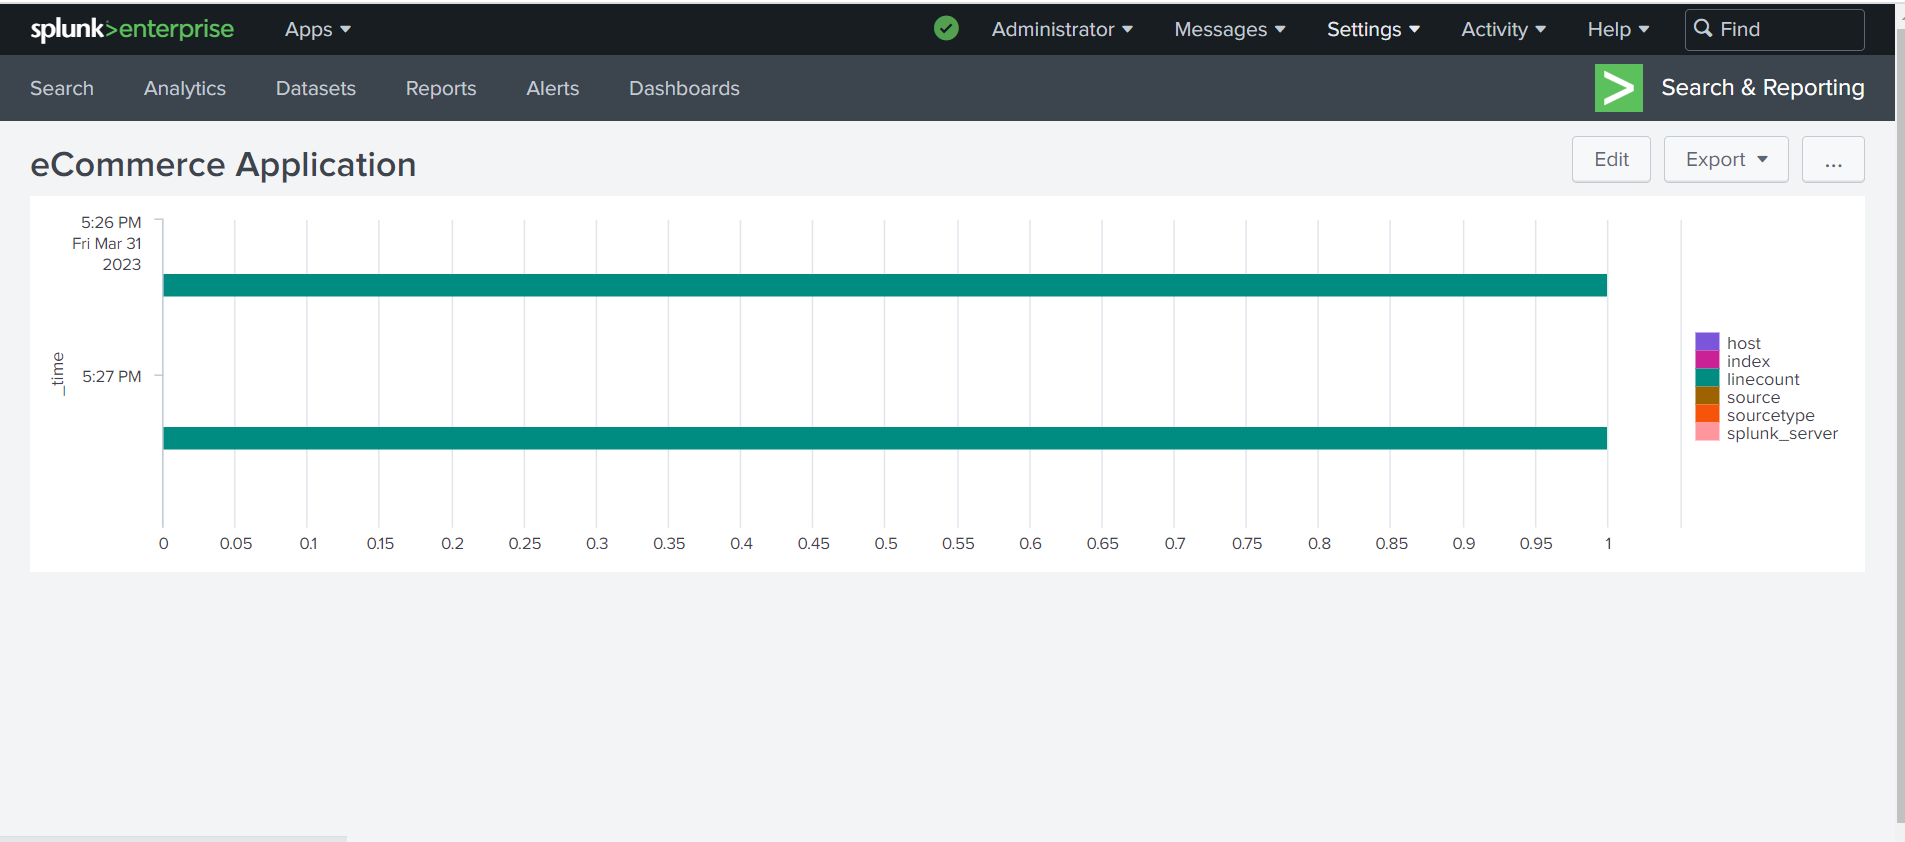 splunk>enterprise Apps Administrator Messages Settings Activity Help Find
Search Analytics Datasets Reports Alerts Dashboards Search & Reporting
eCommerce Application Edit Export ...
5:26 PM
Fri Mar 31
2023
_time
5:27 PM
host
index
linecount
source
sourcetype
splunk_server
0 0.05 0.1 0.15 0.2 0.25 0.3 0.35 0.4 0.45 0.5 0.55 0.6 0.65 0.7 0.75 0.8 0.85 0.9 0.95 1